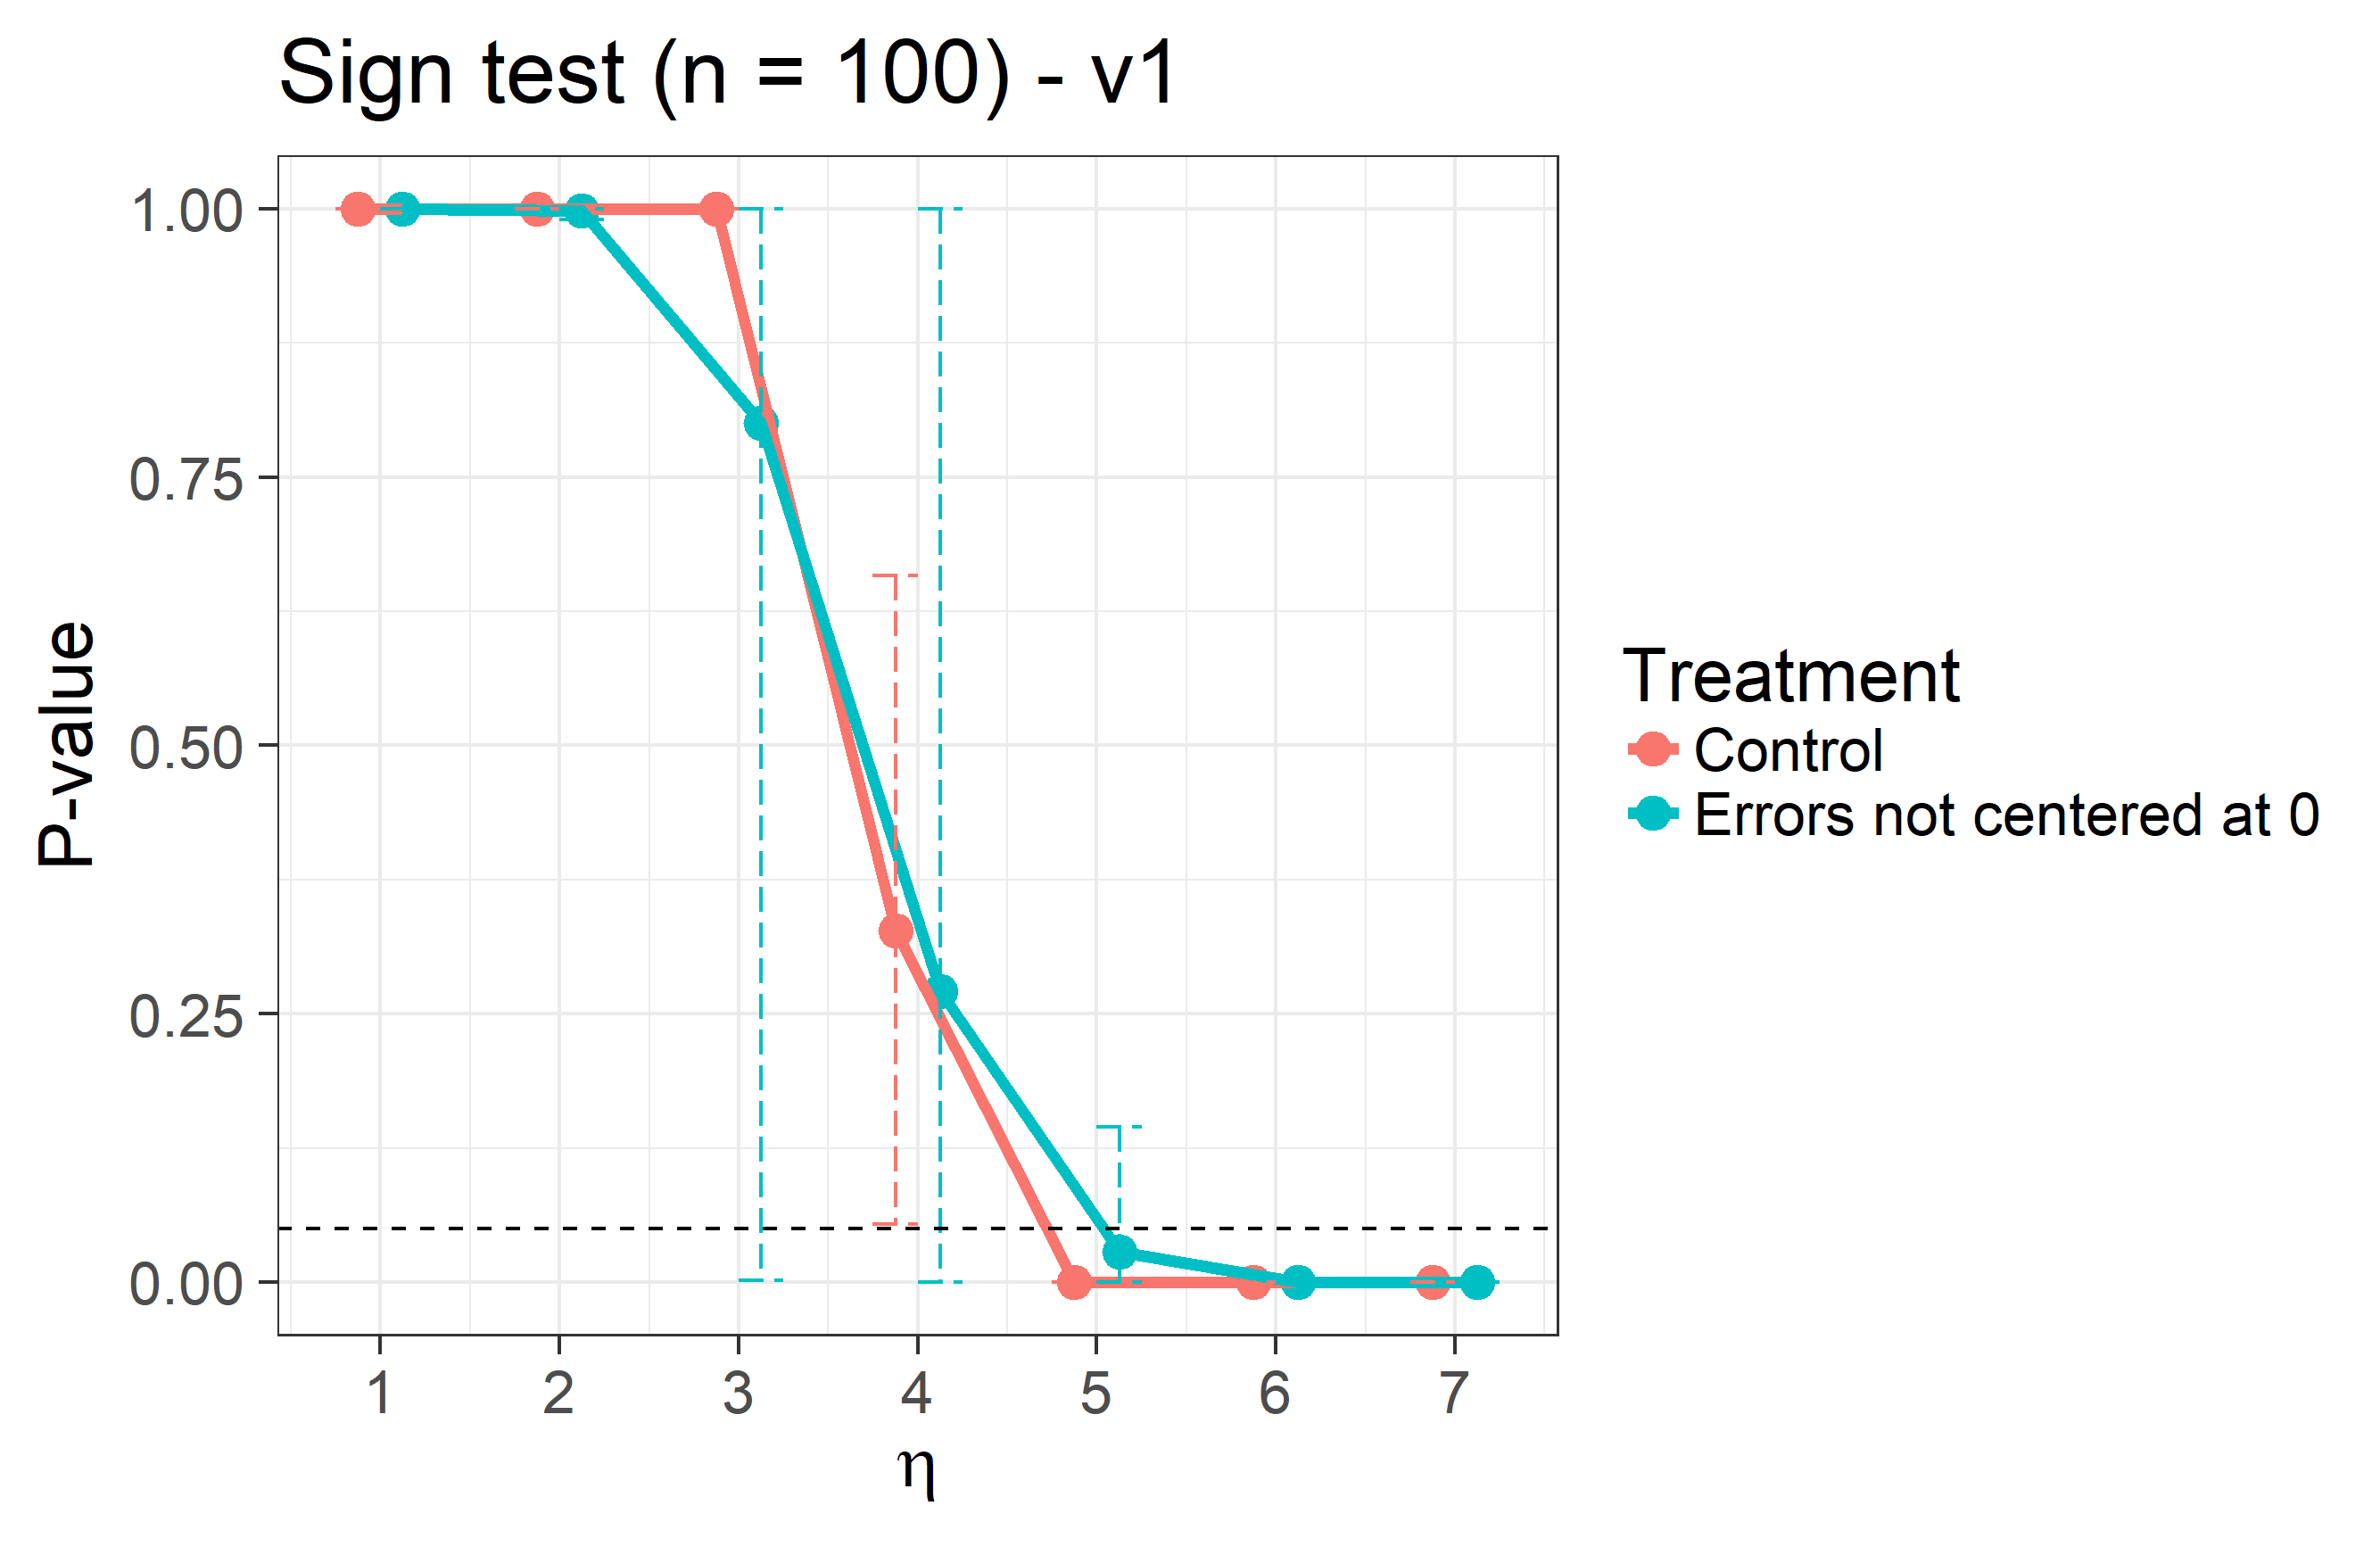 Sign test (n = 100) - v1
1.00
0.75
0.50
0.25
0.00
P-value
1 2 3 4 5 6 7
η
Treatment
Control
Errors not centered at 0